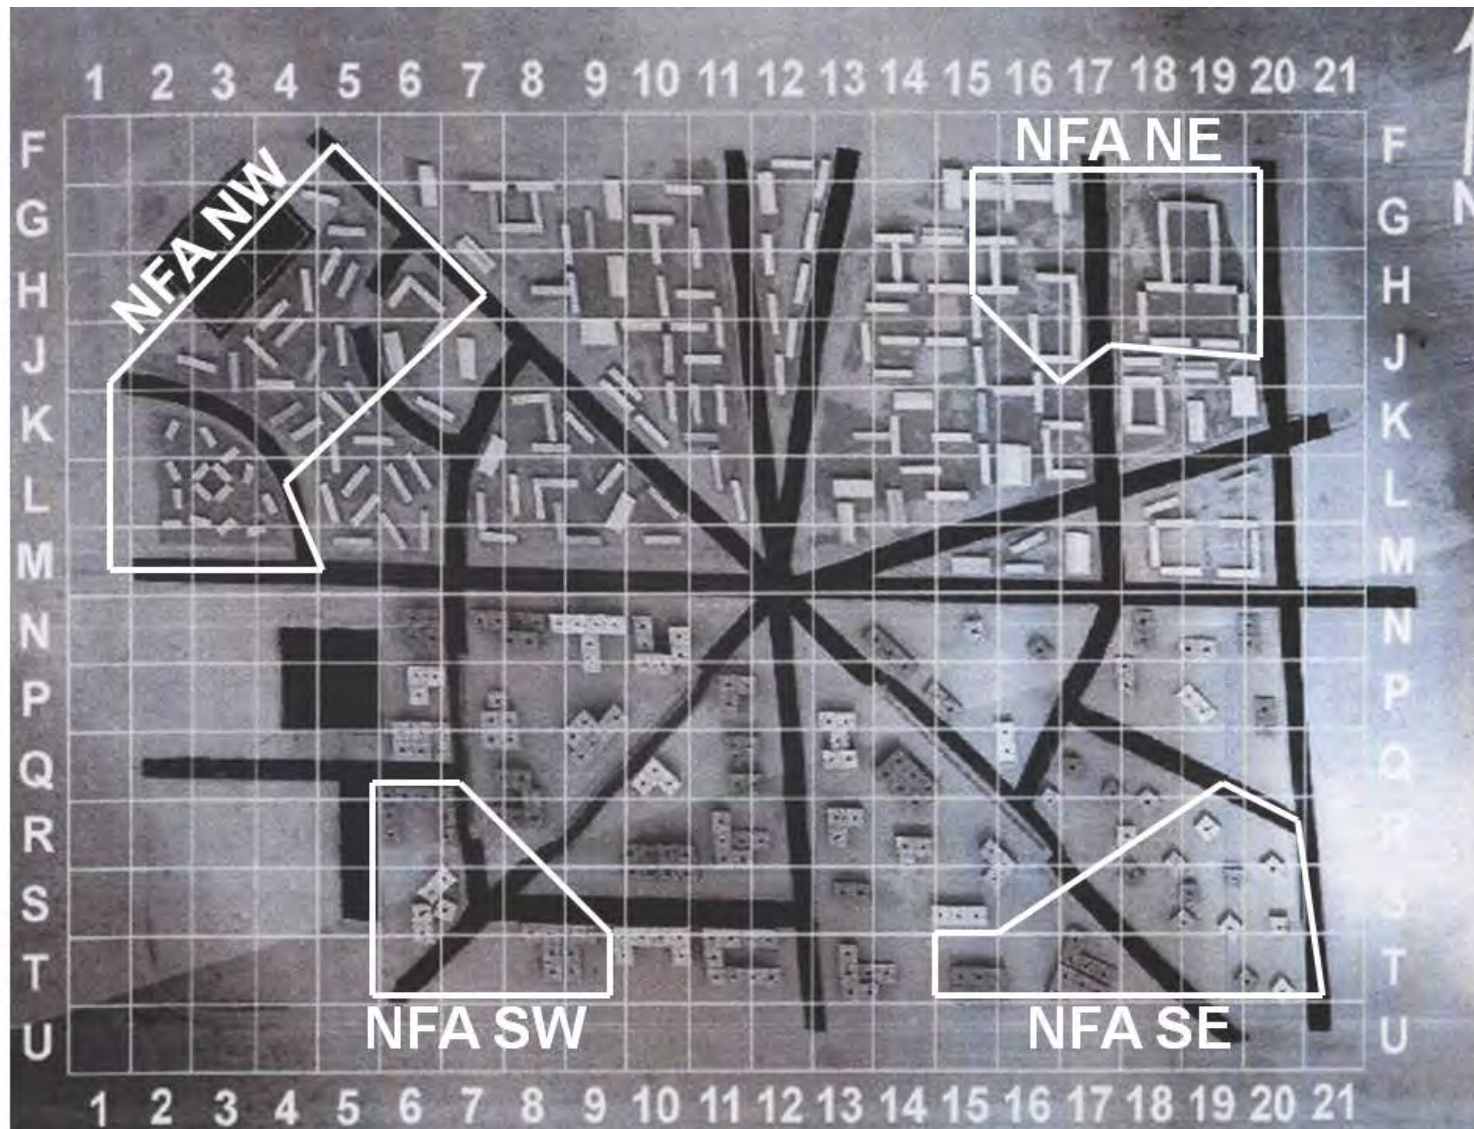 1 2 3 4 5 6 7 8 9 10 11 12 13 14 15 16 17 18 19 20 21
N
F NFA NE F
NFA NW
G G
H H
J J
K K
L L
M M
N N
P P
Q Q
R R
S S
T T
NFA SW NFA SE
U U
1 2 3 4 5 6 7 8 9 10 11 12 13 14 15 16 17 18 19 20 21